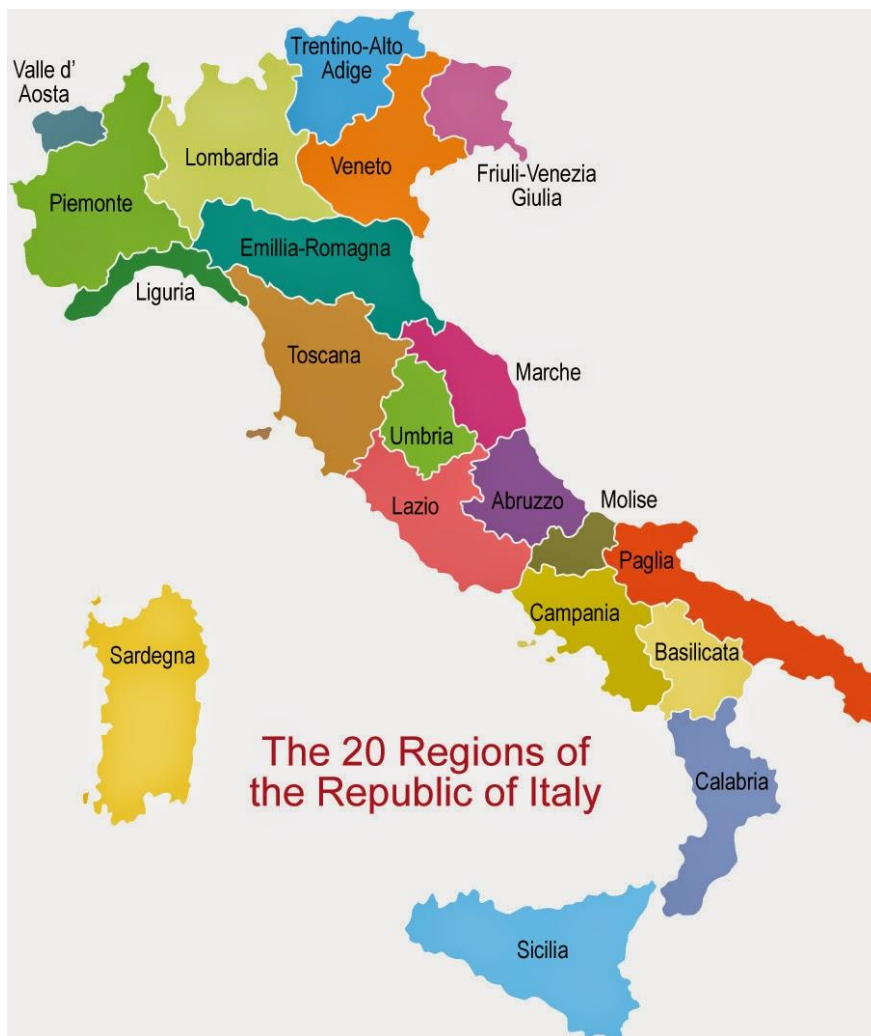 Trentino-Alto
Adige
Valle d'
Aosta
Lombardia
Veneto
Friuli-Venezia
Giulia
Piemonte
Emillia-Romagna
Liguria
Toscana
Marche
Umbria
Lazio
Abruzzo
Molise
Paglia
Campania
Basilicata
Sardegna
The 20 Regions of
the Republic of Italy
Calabria
Sicilia